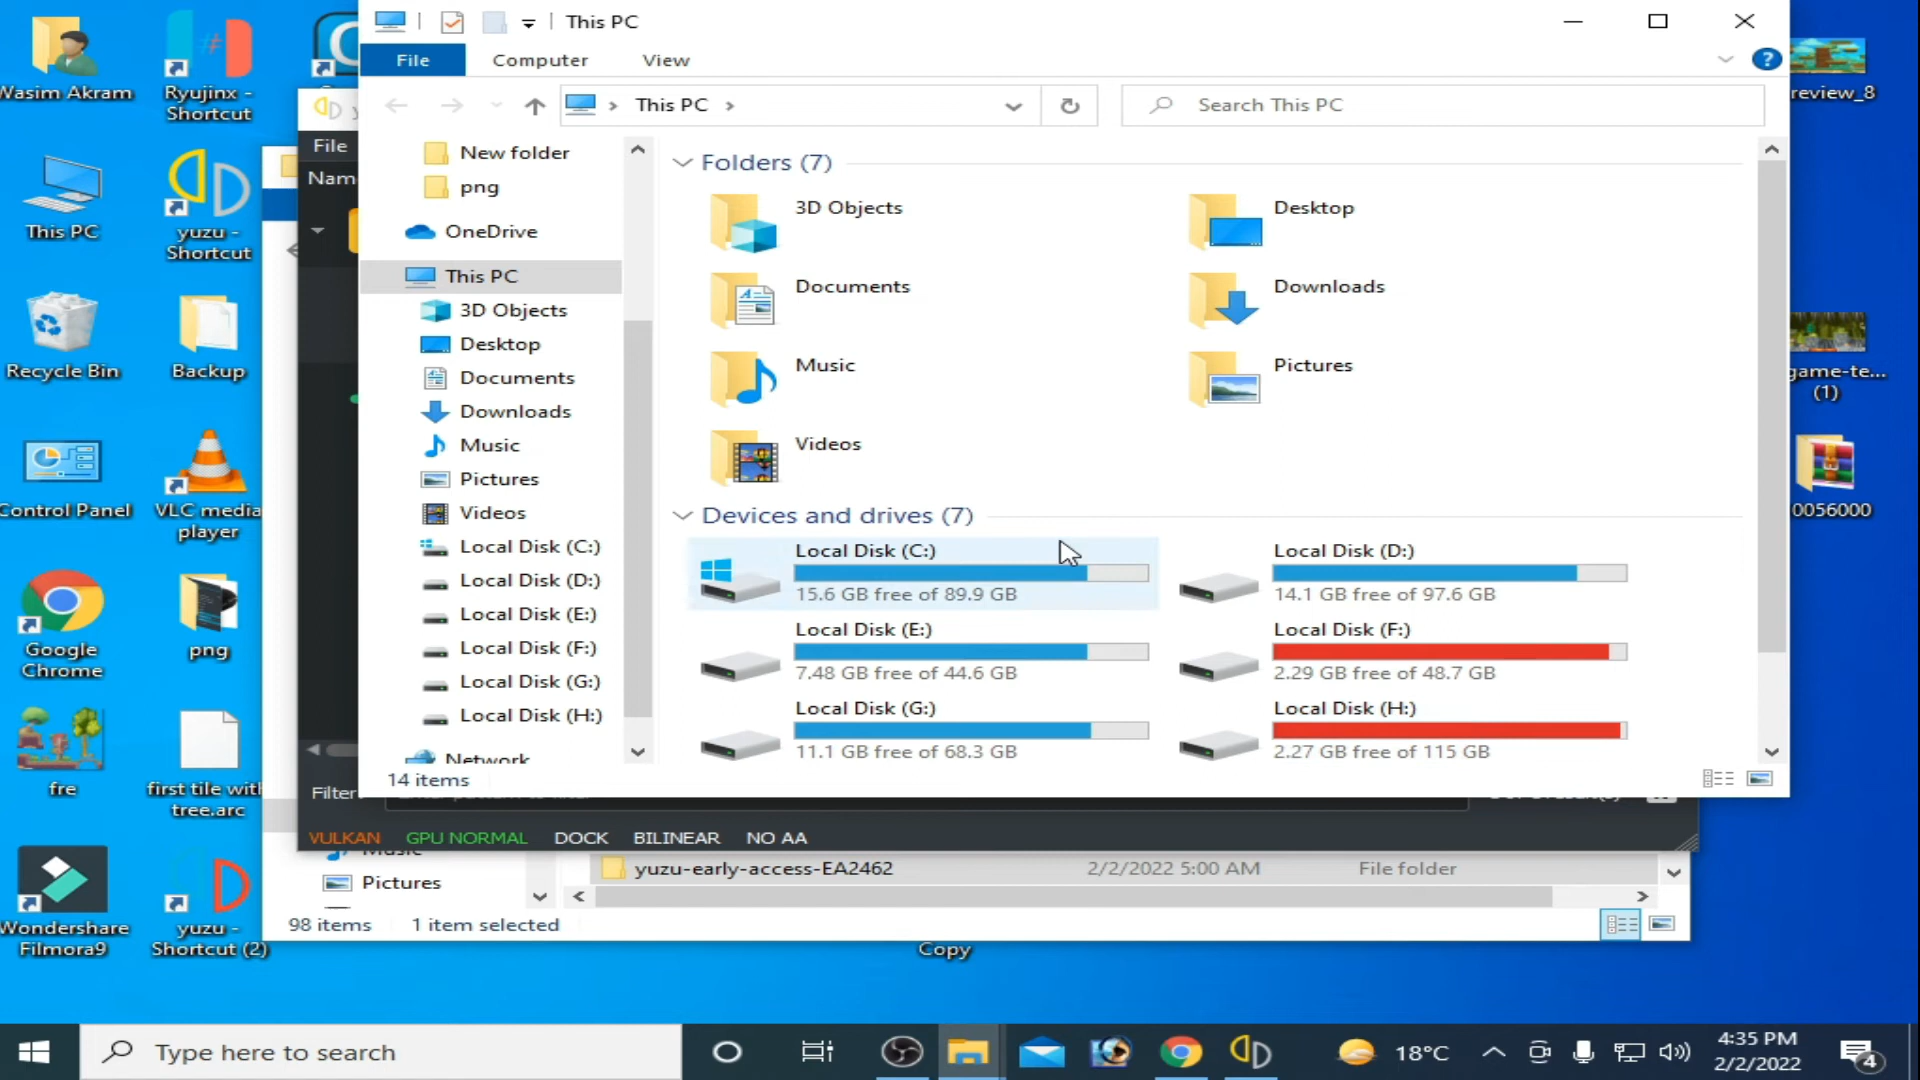 This PC
File
Computer
View
This PC
Search This PC
New folder
png
OneDrive
This PC
3D Objects
Desktop
Documents
Downloads
Music
Pictures
Videos
Local Disk (C:)
Local Disk (D:)
Local Disk (E:)
Local Disk (F:)
Local Disk (G:)
Local Disk (H:)
Network
Folders (7)
3D Objects
Desktop
Documents
Downloads
Music
Pictures
Videos
Devices and drives (7)
Local Disk (C:)
15.6 GB free of 89.9 GB
Local Disk (D:)
14.1 GB free of 97.6 GB
Local Disk (E:)
7.48 GB free of 44.6 GB
Local Disk (F:)
2.29 GB free of 48.7 GB
Local Disk (G:)
11.1 GB free of 68.3 GB
Local Disk (H:)
2.27 GB free of 115 GB
14 items
Wasim Akram
Ryujinx -
Shortcut
This PC
yuzu -
Shortcut
Recycle Bin
Backup
Control Panel
VLC media
player
Google
Chrome
png
fre
first tile with
tree.arc
Wondershare
Filmora9
yuzu -
Shortcut (2)
File
Nam
Filter
VULKAN
GPU NORMAL
DOCK
BILINEAR
NO AA
Music
Pictures
yuzu-early-access-EA2462
2/2/2022 5:00 AM
File folder
98 items
1 item selected
Copy
review_8
game-te...
(1)
0056000
Type here to search
18°C
4:35 PM
2/2/2022
4